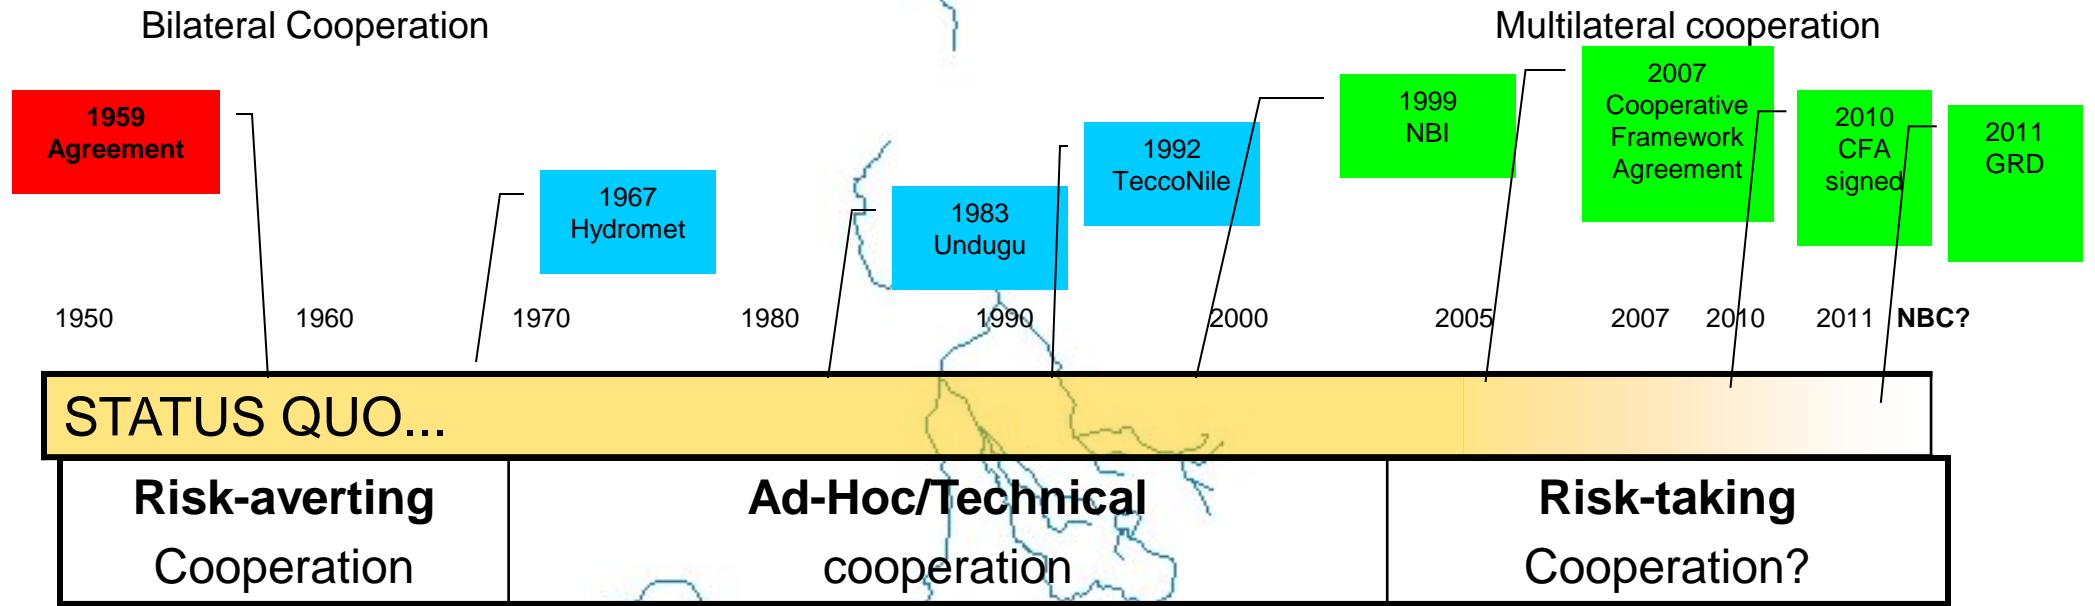 Bilateral Cooperation
Multilateral cooperation
1959
Agreement
1967
Hydromet
1983
Undugu
1992
TeccoNile
1999
NBI
2007
Cooperative
Framework
Agreement
2010
CFA
signed
2011
GRD
1950 1960 1970 1980 1990 2000 2005 2007 2010 2011 NBC?
STATUS QUO...
Risk-averting
Cooperation
Ad-Hoc/Technical
cooperation
Risk-taking
Cooperation?